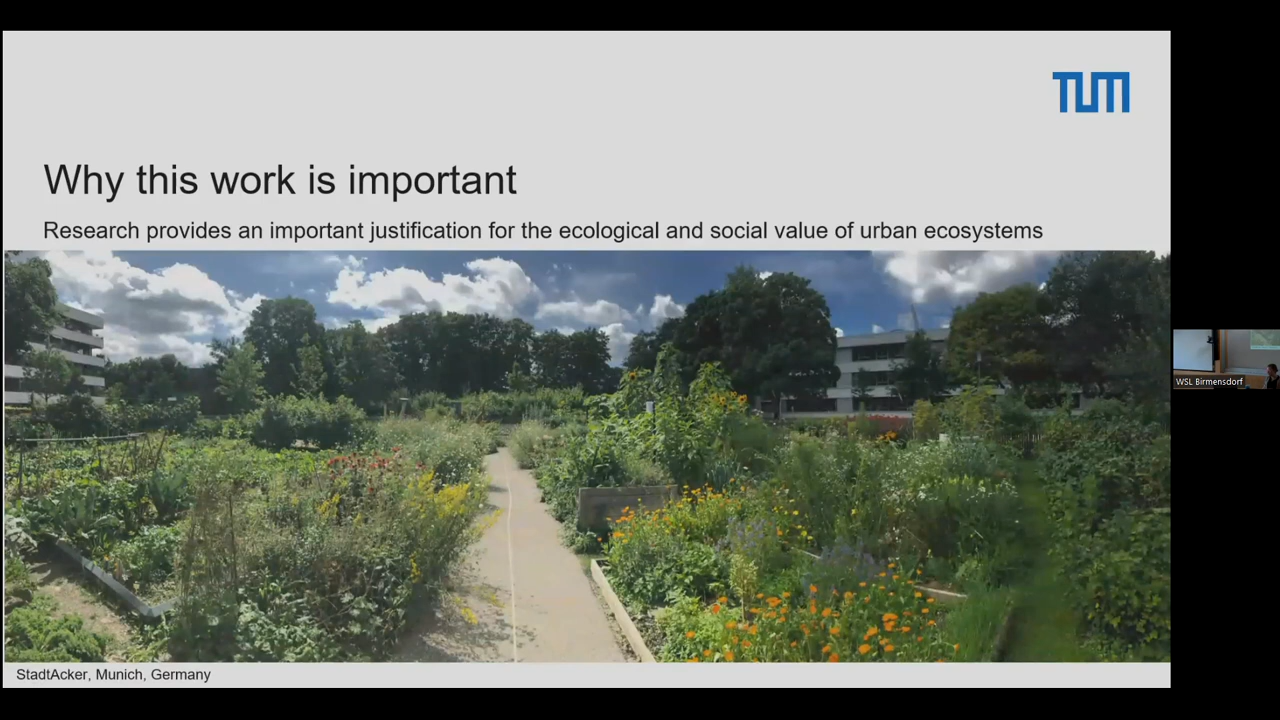 TUM
Why this work is important
Research provides an important justification for the ecological and social value of urban ecosystems
WSL Birmensdorf
StadtAcker, Munich, Germany